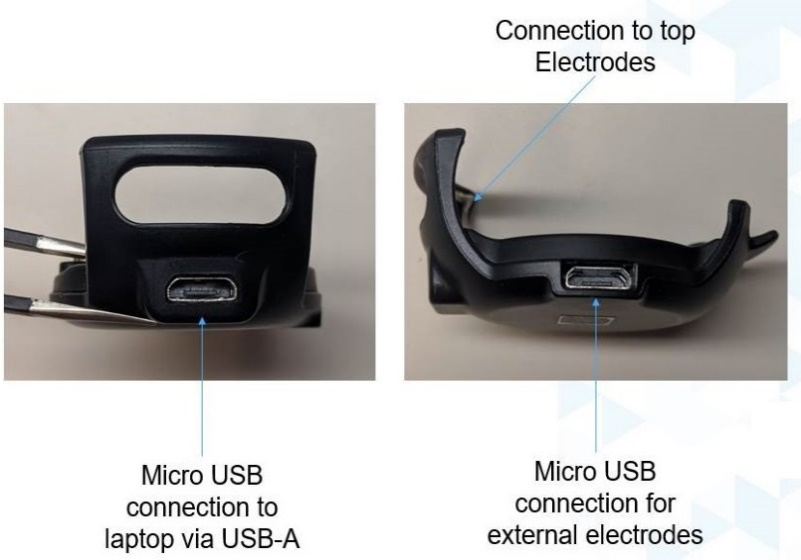 Connection to top
Electrodes
Micro USB
connection to
laptop via USB-A
Micro USB
connection for
external electrodes